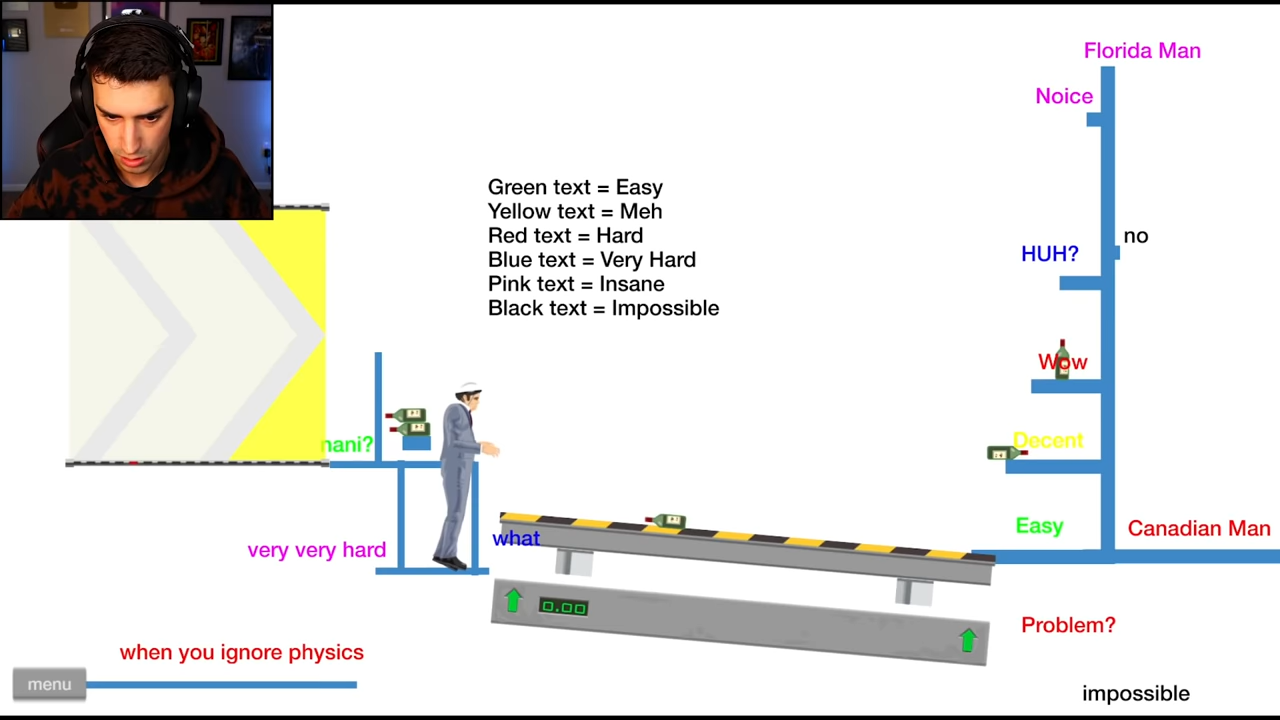 Florida Man
Noice
Green text = Easy
Yellow text = Meh
Red text = Hard
Blue text = Very Hard
Pink text = Insane
Black text = Impossible
no
HUH?
Wow
Decent
nani?
Easy
Canadian Man
what
very very hard
0.00
Problem?
when you ignore physics
menu
impossible